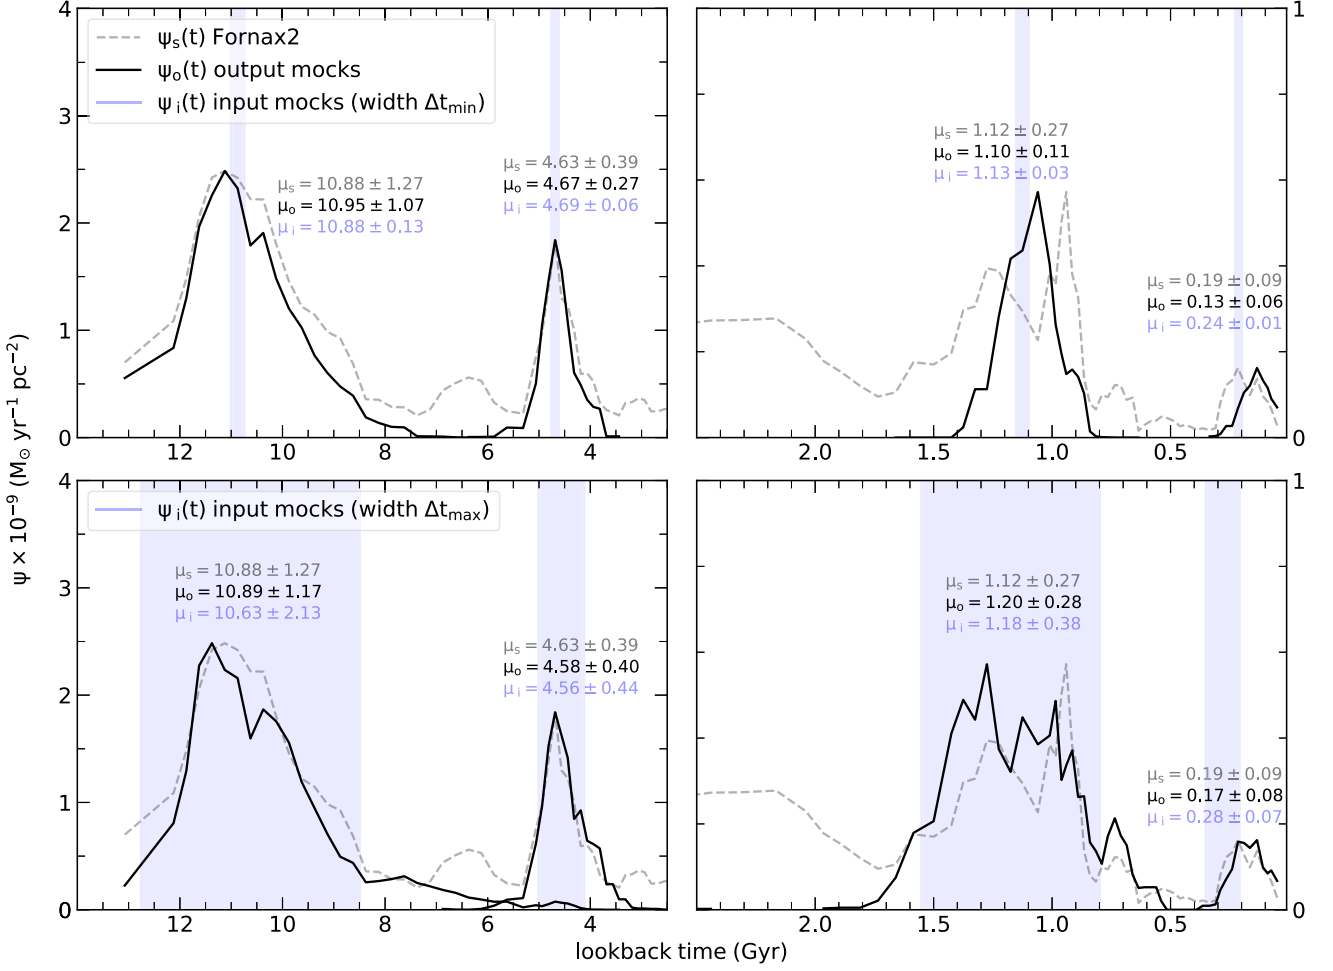 ψs(t) Fornax2
ψo(t) output mocks
ψi(t) input mocks (width Δtmin)
μs = 10.88 ± 1.27
μo = 10.95 ± 1.07
μi = 10.88 ± 0.13
μs = 4.63 ± 0.39
μo = 4.67 ± 0.27
μi = 4.69 ± 0.06
4
3
2
1
0
12
10
8
6
4
μs = 1.12 ± 0.27
μo = 1.10 ± 0.11
μi = 1.13 ± 0.03
μs = 0.19 ± 0.09
μo = 0.13 ± 0.06
μi = 0.24 ± 0.01
1
0
2.0
1.5
1.0
0.5
ψ × 10−9 (M⊙ yr−1 pc−2)
ψi(t) input mocks (width Δtmax)
μs = 10.88 ± 1.27
μo = 10.89 ± 1.17
μi = 10.63 ± 2.13
μs = 4.63 ± 0.39
μo = 4.58 ± 0.40
μi = 4.56 ± 0.44
4
3
2
1
0
12
10
8
6
4
μs = 1.12 ± 0.27
μo = 1.20 ± 0.28
μi = 1.18 ± 0.38
μs = 0.19 ± 0.09
μo = 0.17 ± 0.08
μi = 0.28 ± 0.07
1
0
2.0
1.5
1.0
0.5
lookback time (Gyr)